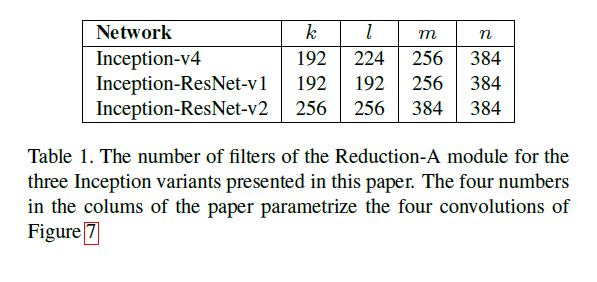 Network k l m n
Inception-v4 192 224 256 384
Inception-ResNet-v1 192 192 256 384
Inception-ResNet-v2 256 256 384 384
Table 1. The number of filters of the Reduction-A module for the
three Inception variants presented in this paper. The four numbers
in the colums of the paper parametrize the four convolutions of
Figure 7